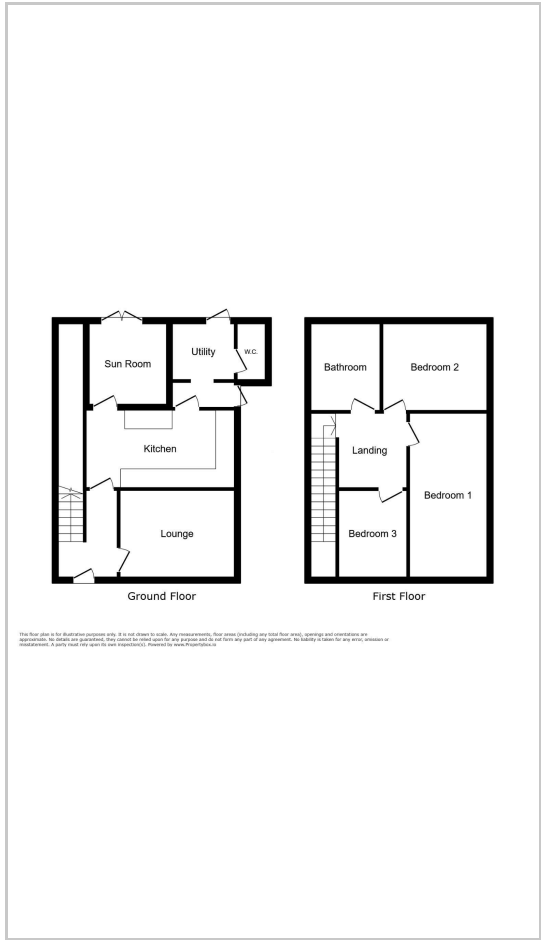 Sun Room
Utility
W.C.
Kitchen
Lounge
Ground Floor
Bathroom
Bedroom 2
Landing
Bedroom 1
Bedroom 3
First Floor
This floor plan is for illustrative purposes only. It is not drawn to scale. Any measurements, floor areas (including any total floor area), openings and orientations are
approximate. No details are guaranteed, they cannot be relied upon for any purpose and do not form any part of any agreement. No liability is taken for any error, omission or
misstatement. A party must rely upon its own inspection(s). Powered by www.Propertybox.io